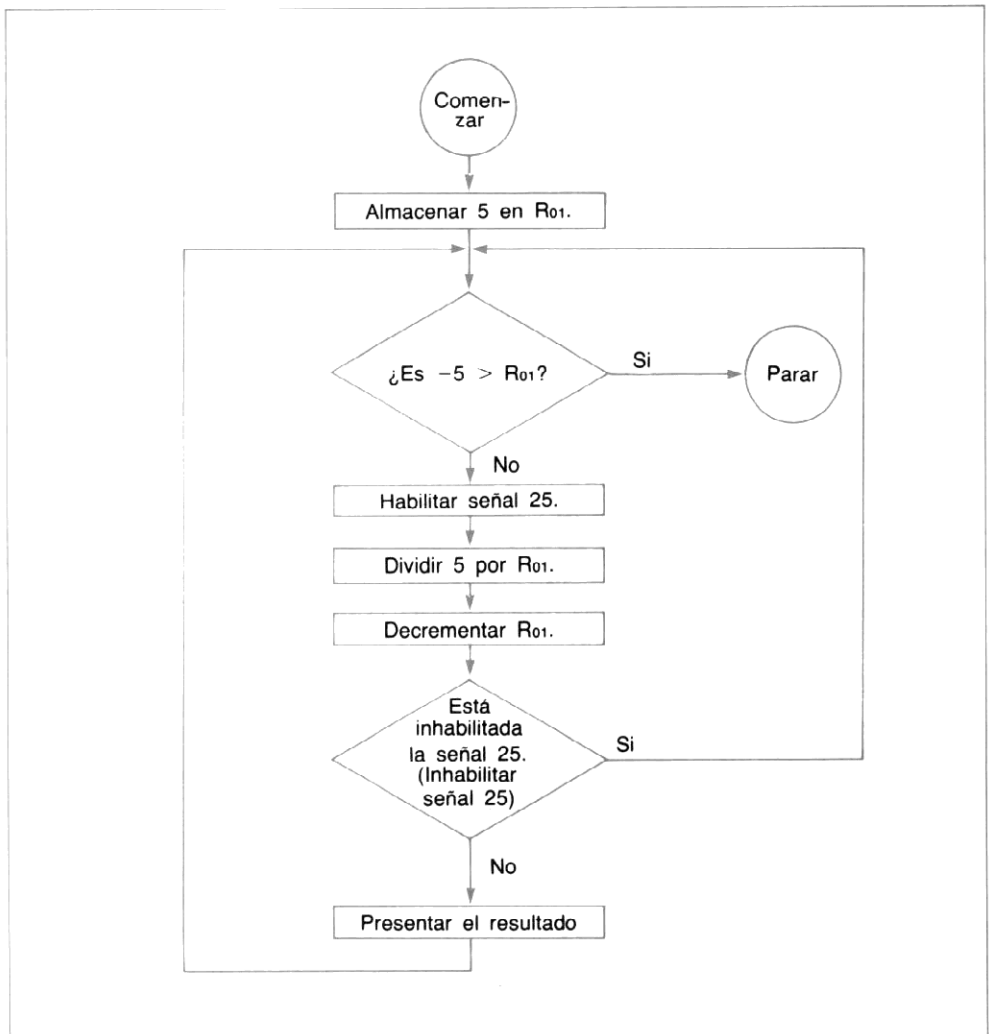 Comen-
zar
Almacenar 5 en R01.
¿Es −5 > R01?
Si
Parar
No
Habilitar señal 25.
Dividir 5 por R01.
Decrementar R01.
Está
inhabilitada
la señal 25.
(Inhabilitar
señal 25)
Si
No
Presentar el resultado